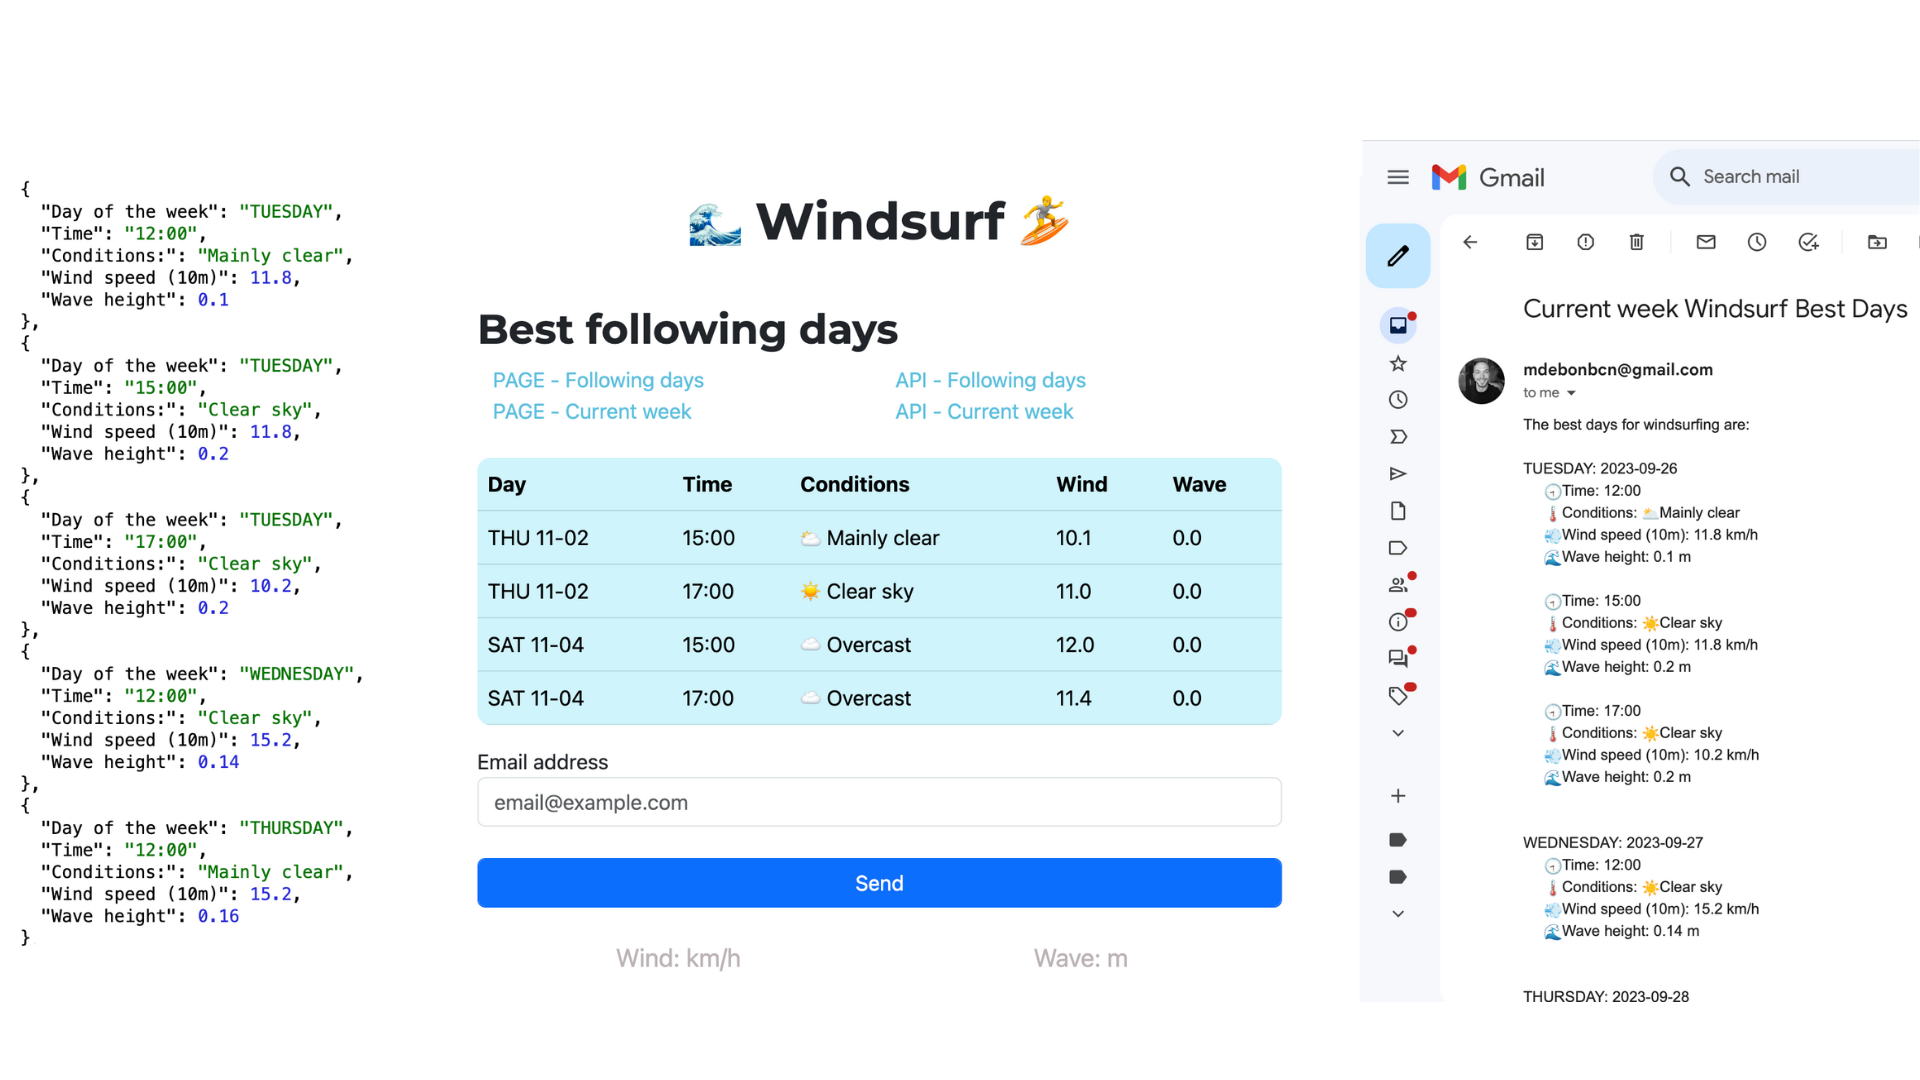 {
"Day of the week": "TUESDAY",
"Time": "12:00",
"Conditions:": "Mainly clear",
"Wind speed (10m)": 11.8,
"Wave height": 0.1
},
{
"Day of the week": "TUESDAY",
"Time": "15:00",
"Conditions:": "Clear sky",
"Wind speed (10m)": 11.8,
"Wave height": 0.2
},
{
"Day of the week": "TUESDAY",
"Time": "17:00",
"Conditions:": "Clear sky",
"Wind speed (10m)": 10.2,
"Wave height": 0.2
},
{
"Day of the week": "WEDNESDAY",
"Time": "12:00",
"Conditions:": "Clear sky",
"Wind speed (10m)": 15.2,
"Wave height": 0.14
},
{
"Day of the week": "THURSDAY",
"Time": "12:00",
"Conditions:": "Mainly clear",
"Wind speed (10m)": 15.2,
"Wave height": 0.16
}
🌊 Windsurf 🏄
Best following days
PAGE - Following days API - Following days
PAGE - Current week API - Current week
Day Time Conditions Wind Wave
THU 11-02 15:00 🌤️ Mainly clear 10.1 0.0
THU 11-02 17:00 ☀️ Clear sky 11.0 0.0
SAT 11-04 15:00 ☁️ Overcast 12.0 0.0
SAT 11-04 17:00 ☁️ Overcast 11.4 0.0
Email address
email@example.com
Send
Wind: km/h Wave: m
Gmail
Search mail
Current week Windsurf Best Days
mdebonbcn@gmail.com
to me
The best days for windsurfing are:
TUESDAY: 2023-09-26
🕣Time: 12:00
🌡️Conditions: 🌤️Mainly clear
💨Wind speed (10m): 11.8 km/h
🌊Wave height: 0.1 m
🕣Time: 15:00
🌡️Conditions: ☀️Clear sky
💨Wind speed (10m): 11.8 km/h
🌊Wave height: 0.2 m
🕣Time: 17:00
🌡️Conditions: ☀️Clear sky
💨Wind speed (10m): 10.2 km/h
🌊Wave height: 0.2 m
WEDNESDAY: 2023-09-27
🕣Time: 12:00
🌡️Conditions: ☀️Clear sky
💨Wind speed (10m): 15.2 km/h
🌊Wave height: 0.14 m
THURSDAY: 2023-09-28